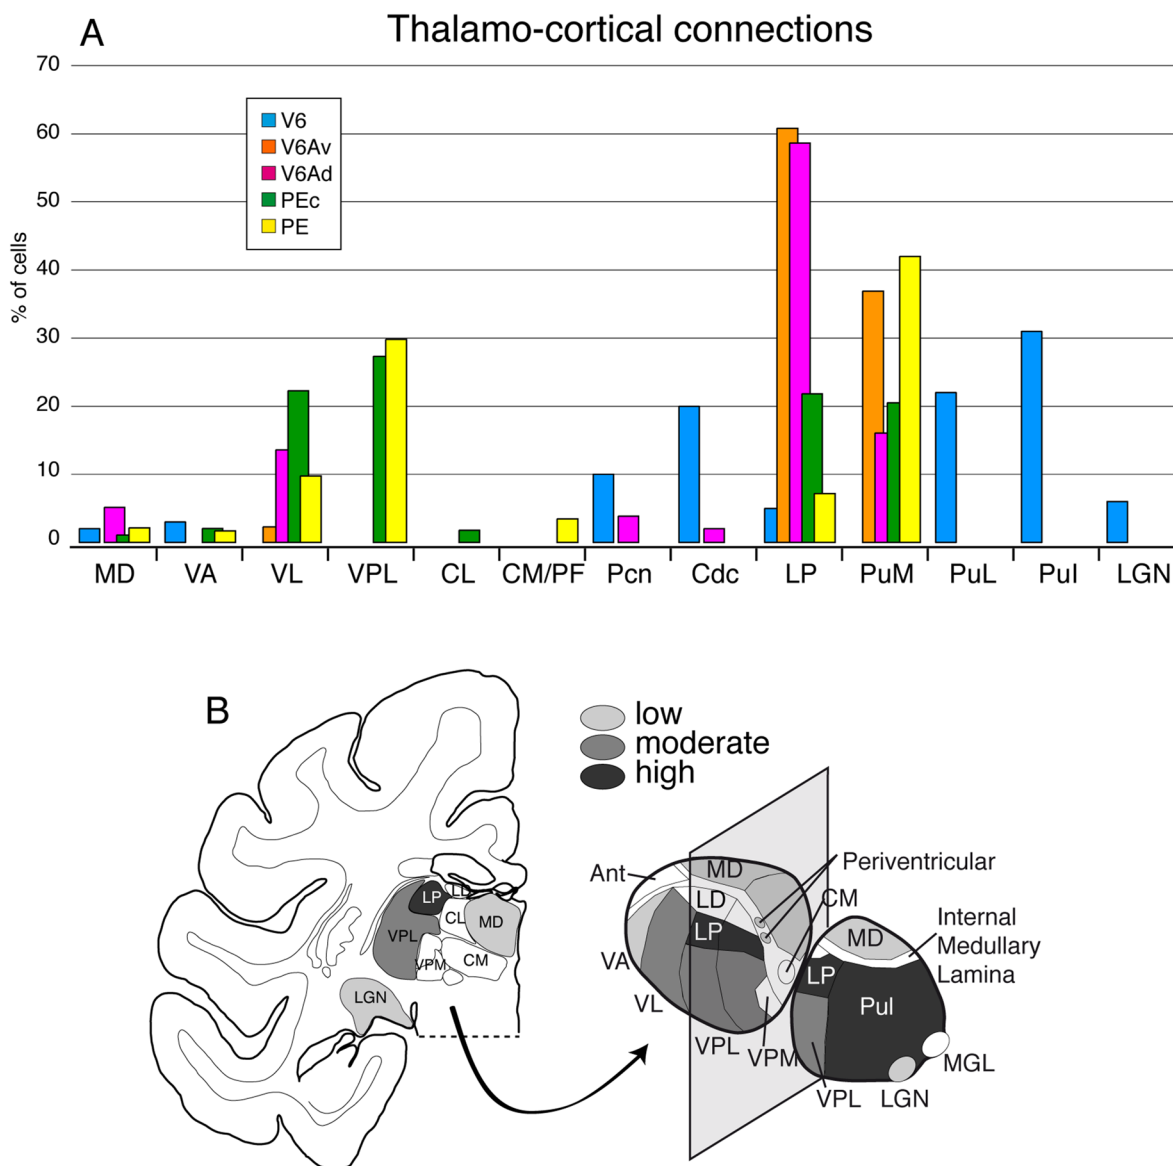 A
Thalamo-cortical connections
% of cells
70
60
50
40
30
20
10
0
V6
V6Av
V6Ad
PEc
PE
MD VA VL VPL CL CM/PF Pcn Cdc LP PuM PuL PuI LGN
B
low
moderate
high
LP
LD
CL
MD
VPL
VPM
CM
LGN
Ant
MD
Periventricular
LD
CM
LP
VA
VL
VPL
VPM
MD
Internal
Medullary
Lamina
LP
Pul
MGL
VPL
LGN